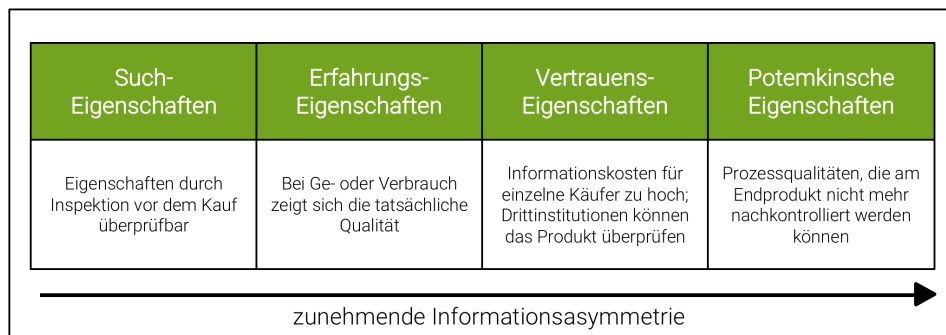 Such-
Eigenschaften
Erfahrungs-
Eigenschaften
Vertrauens-
Eigenschaften
Potemkinsche
Eigenschaften
Eigenschaften durch
Inspektion vor dem Kauf
überprüfbar
Bei Ge- oder Verbrauch
zeigt sich die tatsächliche
Qualität
Informationskosten für
einzelne Käufer zu hoch;
Drittinstitutionen können
das Produkt überprüfen
Prozessqualitäten, die am
Endprodukt nicht mehr
nachkontrolliert werden
können
zunehmende Informationsasymmetrie